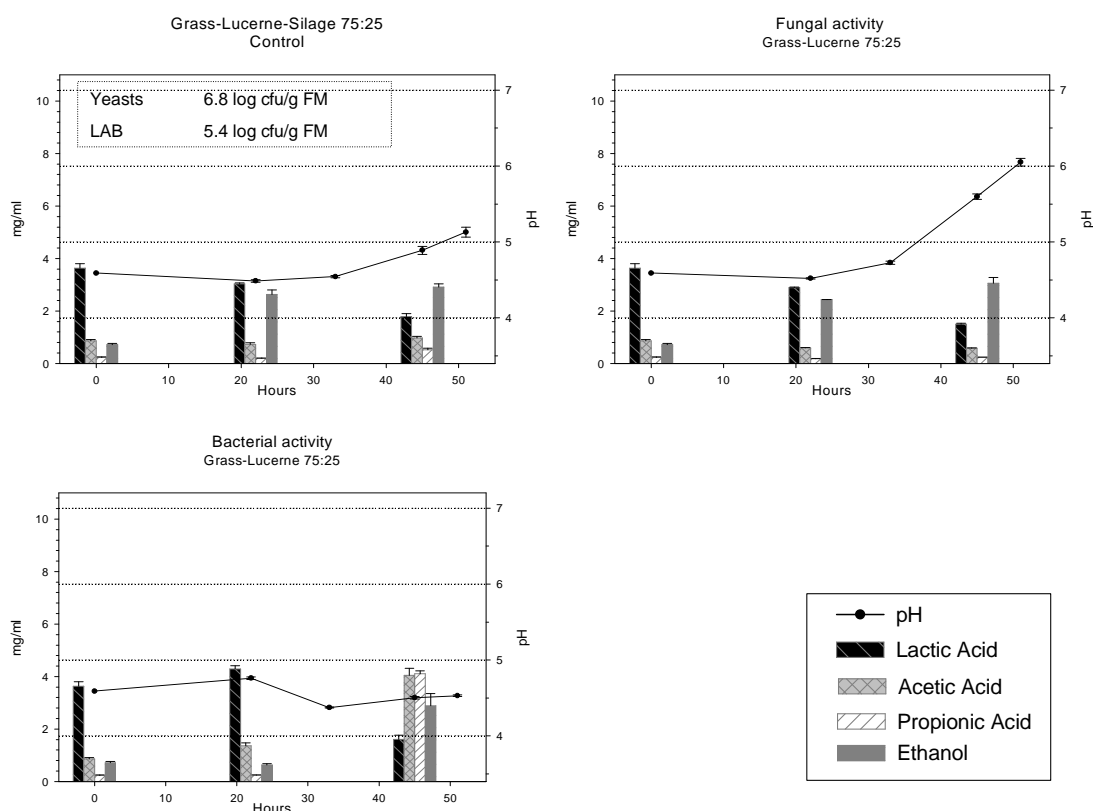 Grass-Lucerne-Silage 75:25
Control
Yeasts 6.8 log cfu/g FM
LAB 5.4 log cfu/g FM
mg/ml
10
8
6
4
2
0
7
6
5
4
pH
0 10 20 30 40 50
Hours
Fungal activity
Grass-Lucerne 75:25
mg/ml
10
8
6
4
2
0
7
6
5
4
pH
0 10 20 30 40 50
Hours
Bacterial activity
Grass-Lucerne 75:25
mg/ml
10
8
6
4
2
0
7
6
5
4
pH
0 10 20 30 40 50
Hours
pH
Lactic Acid
Acetic Acid
Propionic Acid
Ethanol